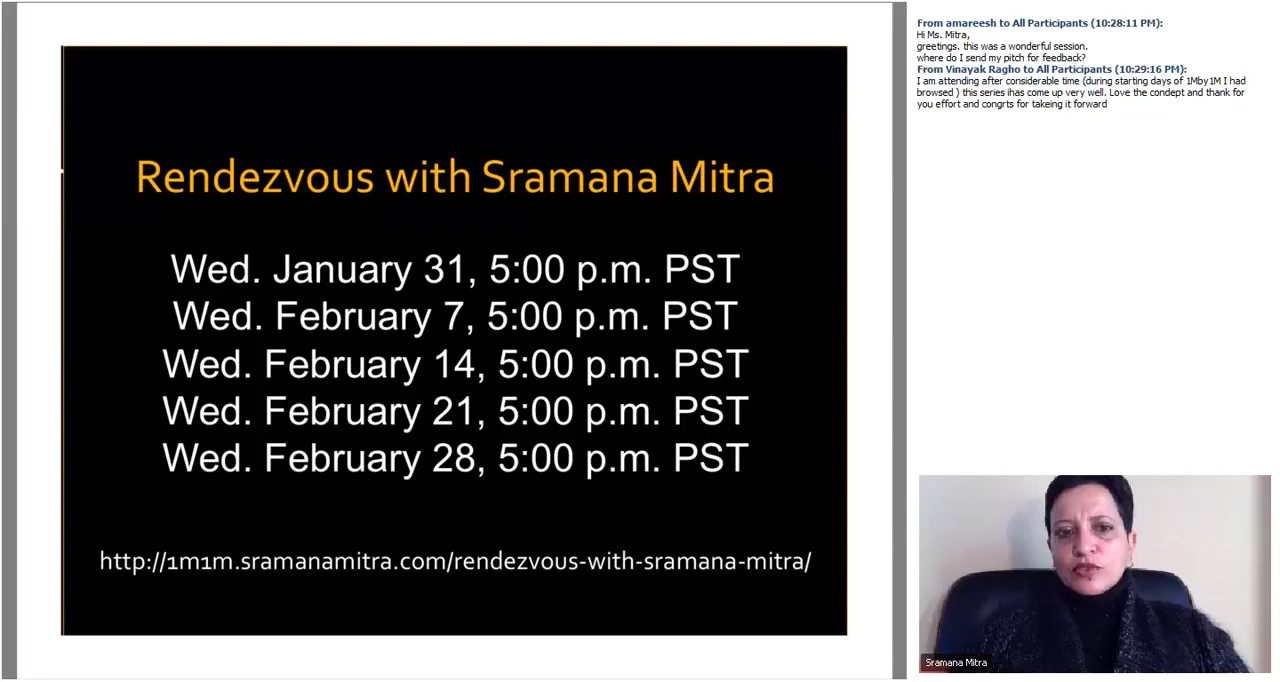 Rendezvous with Sramana Mitra
Wed. January 31, 5:00 p.m. PST
Wed. February 7, 5:00 p.m. PST
Wed. February 14, 5:00 p.m. PST
Wed. February 21, 5:00 p.m. PST
Wed. February 28, 5:00 p.m. PST
http://1m1m.sramanamitra.com/rendezvous-with-sramana-mitra/
From amareesh to All Participants (10:28:11 PM):
Hi Ms. Mitra,
greetings. this was a wonderful session.
where do I send my pitch for feedback?
From Vinayak Ragho to All Participants (10:29:16 PM):
I am attending after considerable time (during starting days of 1Mby1M I had
browsed ) this series ihas come up very well. Love the condept and thank for
you effort and congrts for takeing it forward
Sramana Mitra